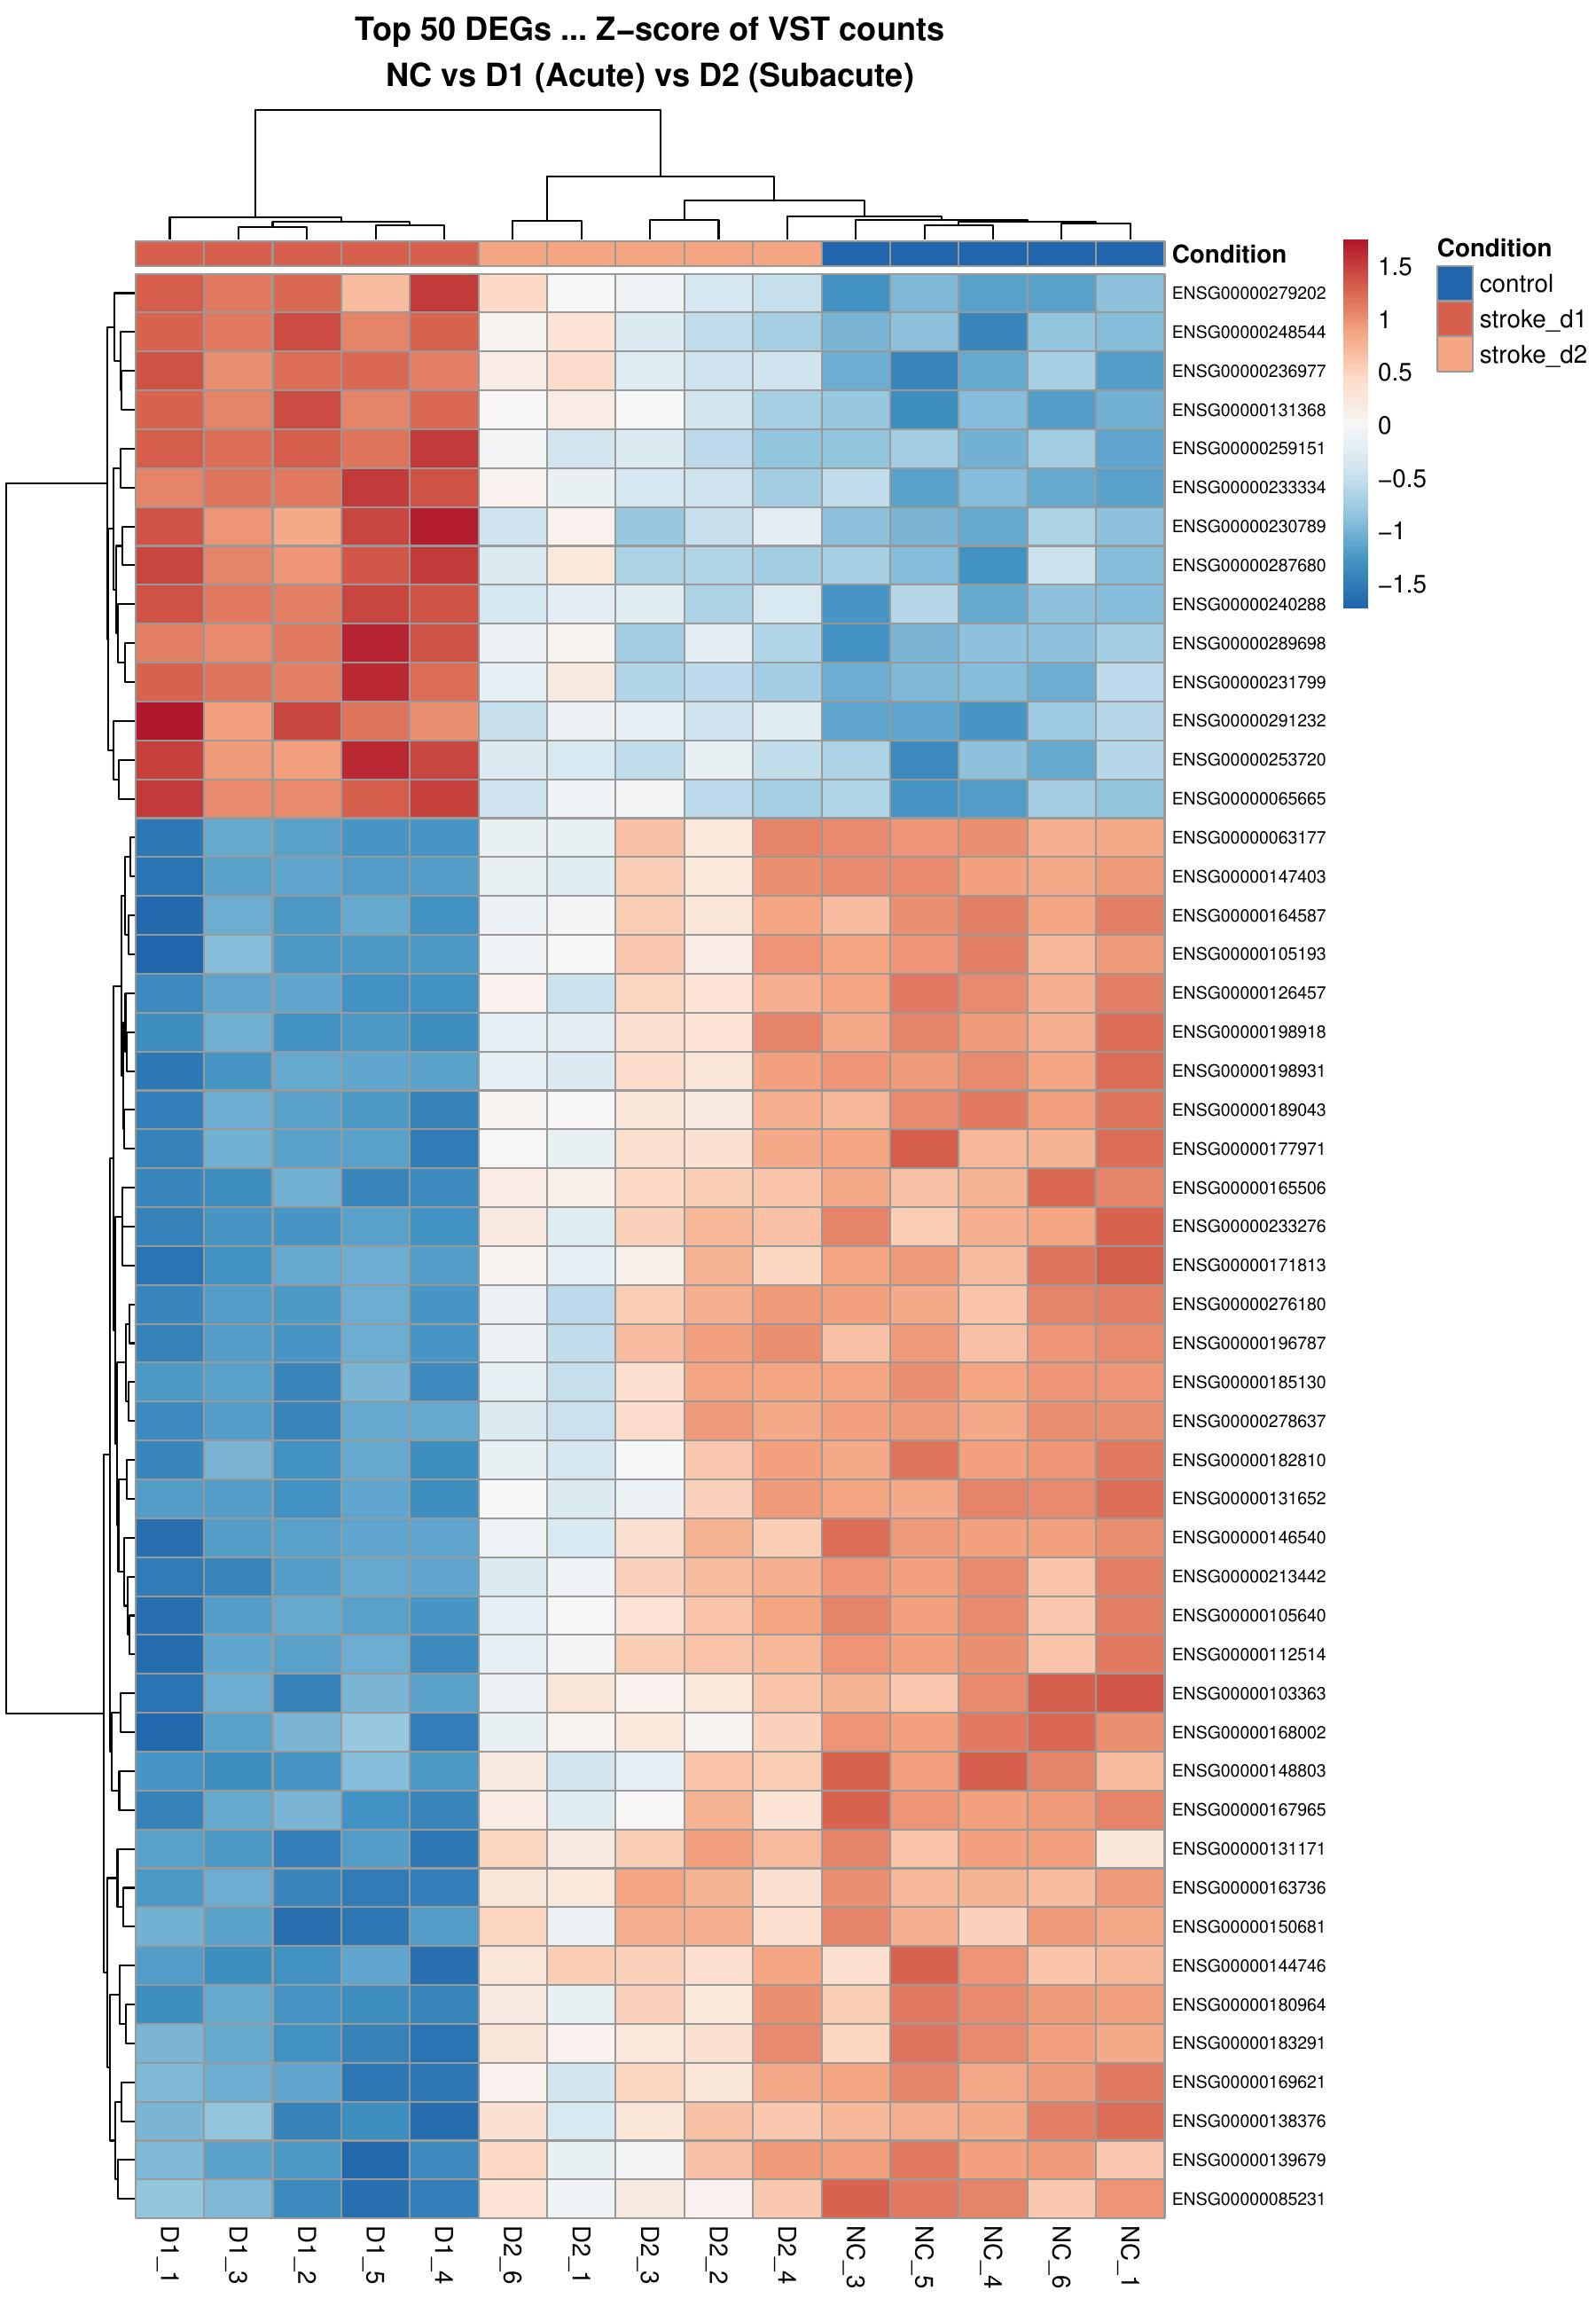 Top 50 DEGs ... Z−score of VST counts
NC vs D1 (Acute) vs D2 (Subacute)
Condition
1.5
1
0.5
0
−0.5
−1
−1.5
Condition
control
stroke_d1
stroke_d2
ENSG00000279202
ENSG00000248544
ENSG00000236977
ENSG00000131368
ENSG00000259151
ENSG00000233334
ENSG00000230789
ENSG00000287680
ENSG00000240288
ENSG00000289698
ENSG00000231799
ENSG00000291232
ENSG00000253720
ENSG00000065665
ENSG00000063177
ENSG00000147403
ENSG00000164587
ENSG00000105193
ENSG00000126457
ENSG00000198918
ENSG00000198931
ENSG00000189043
ENSG00000177971
ENSG00000165506
ENSG00000233276
ENSG00000171813
ENSG00000276180
ENSG00000196787
ENSG00000185130
ENSG00000278637
ENSG00000182810
ENSG00000131652
ENSG00000146540
ENSG00000213442
ENSG00000105640
ENSG00000112514
ENSG00000103363
ENSG00000168002
ENSG00000148803
ENSG00000167965
ENSG00000131171
ENSG00000163736
ENSG00000150681
ENSG00000144746
ENSG00000180964
ENSG00000183291
ENSG00000169621
ENSG00000138376
ENSG00000139679
ENSG00000085231
D1_1
D1_3
D1_2
D1_5
D1_4
D2_6
D2_1
D2_3
D2_2
D2_4
NC_3
NC_5
NC_4
NC_6
NC_1